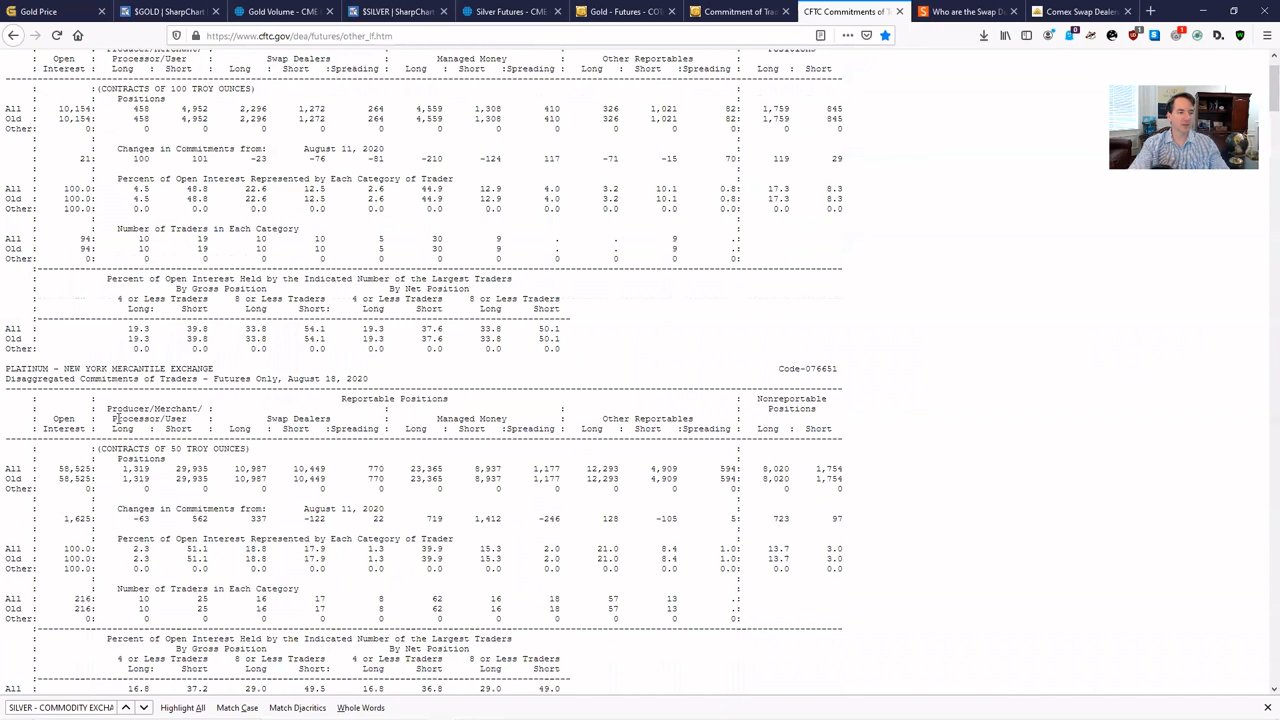 Gold Price
$GOLD | SharpChart
Gold Volume - CME
$SILVER | SharpChart
Silver Futures - CME
Gold - Futures - CO
Commitment of Trad
CFTC Commitments of T
Who are the Swap D
Comex Swap Dealers
https://www.cftc.gov/dea/futures/other_lf.htm
: Open : Processor/User : Swap Dealers : Managed Money : Other Reportables :
: Interest : Long : Short : Long : Short :Spreading: Long : Short :Spreading: Long : Short :Spreading : Long : Short
: :(CONTRACTS OF 100 TROY OUNCES) :
: : Positions :
All : 10,154: 458 4,952 2,296 1,272 264 410 326 1,021 82: 1,759 843
Old : 10,154: 458 4,952 2,296 1,272 264 410 326 1,021 82: 1,759 843
Other: 0: 0 0 0 0 0 0 0 0 0 0 0: 0 0
: : Changes in Commitments from: August 11, 2020 :
: 21: 100 101 -23 -76 -81 -210 -124 117 -71 -15 70: 119 29
: : Percent of Open Interest Represented by Each Category of Trader :
All : 100.0: 4.5 48.8 22.6 12.5 2.6 44.9 12.9 4.0 3.2 10.1 0.8: 17.3 8.3
Old : 100.0: 4.5 48.8 22.6 12.5 2.6 44.9 12.9 4.0 3.2 10.1 0.8: 17.3 8.3
Other: 100.0: 0.0 0.0 0.0 0.0 0.0 0.0 0.0 0.0 0.0 0.0 0.0: 0.0 0.0
: : Number of Traders in Each Category :
All : 94: 10 19 10 10 5 30 9 . . 9 .:
Old : 94: 10 19 10 10 5 30 9 . . 9 .:
Other: 0: 0 0 0 0 0 0 0 0 0 0 0:
: Percent of Open Interest Held by the Indicated Number of the Largest Traders
: By Gross Position By Net Position
: 4 or Less Traders 8 or Less Traders 4 or Less Traders 8 or Less Traders
: Long: Short Long Short: Long Short Long Short
All : 19.3 39.8 33.8 54.1 19.3 37.6 33.8 50.1
Old : 19.3 39.8 33.8 54.1 19.3 37.6 33.8 50.1
Other: 0.0 0.0 0.0 0.0 0.0 0.0 0.0 0.0
PLATINUM - NEW YORK MERCANTILE EXCHANGE Code-076651
Disaggregated Commitments of Traders - Futures Only, August 18, 2020
: : Reportable Positions : Nonreportable
: : Producer/Merchant/ : : : : Positions
: Open : Processor/User : Swap Dealers : Managed Money : Other Reportables :
: Interest : Long : Short : Long : Short :Spreading: Long : Short :Spreading: Long : Short :Spreading : Long : Short
: :(CONTRACTS OF 50 TROY OUNCES) :
: : Positions :
All : 58,525: 1,319 29,935 10,987 10,449 770 23,365 8,937 1,177 12,293 4,909 594: 8,020 1,754
Old : 58,525: 1,319 29,935 10,987 10,449 770 23,365 8,937 1,177 12,293 4,909 594: 8,020 1,754
Other: 0: 0 0 0 0 0 0 0 0 0 0 0: 0 0
: : Changes in Commitments from: August 11, 2020 :
: 1,625: -63 562 337 -122 22 719 1,412 -246 128 -105 5: 723 97
: : Percent of Open Interest Represented by Each Category of Trader :
All : 100.0: 2.3 51.1 18.8 17.9 1.3 39.9 15.3 2.0 21.0 8.4 1.0: 13.7 3.0
Old : 100.0: 2.3 51.1 18.8 17.9 1.3 39.9 15.3 2.0 21.0 8.4 1.0: 13.7 3.0
Other: 100.0: 0.0 0.0 0.0 0.0 0.0 0.0 0.0 0.0 0.0 0.0 0.0: 0.0 0.0
: : Number of Traders in Each Category :
All : 216: 10 25 16 17 8 62 16 18 57 13 .:
Old : 216: 10 25 16 17 8 62 16 18 57 13 .:
Other: 0: 0 0 0 0 0 0 0 0 0 0 0:
: Percent of Open Interest Held by the Indicated Number of the Largest Traders
: By Gross Position By Net Position
: 4 or Less Traders 8 or Less Traders 4 or Less Traders 8 or Less Traders
: Long: Short Long Short: Long Short Long Short
All : 16.8 37.2 29.0 49.5 16.8 36.8 29.0 49.0
SILVER - COMMODITY EXCHA Highlight All Match Case Match Diacritics Whole Words